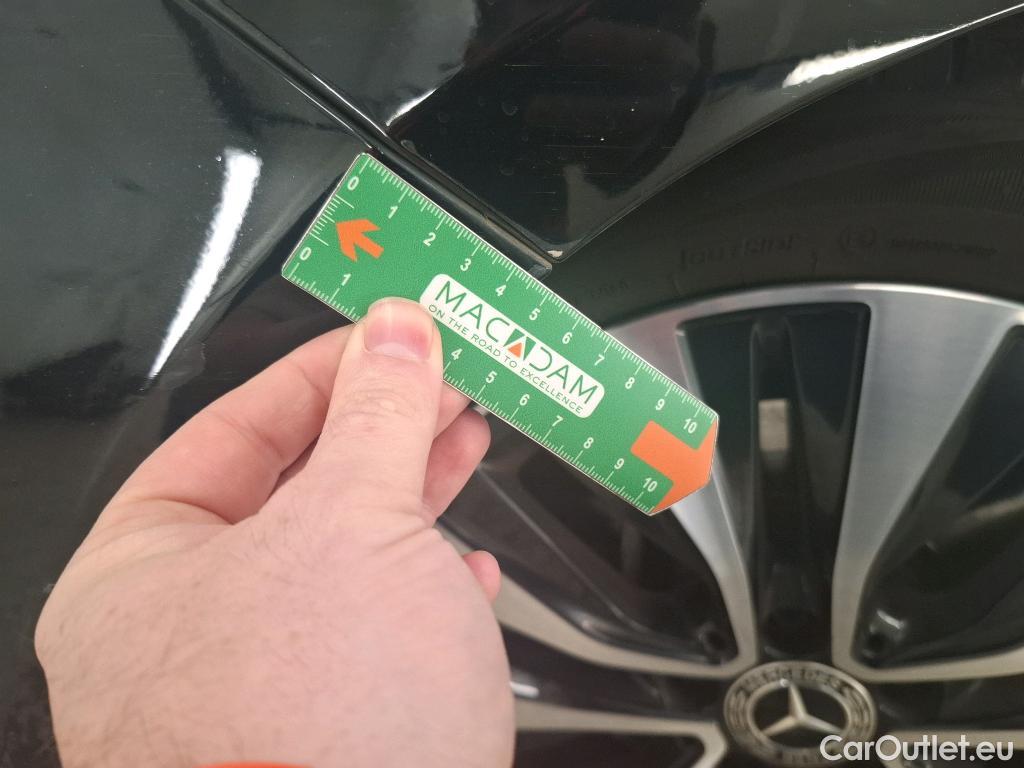 0 1 2 3 4 5 6 7 8 9 10
MACADAM
ON THE ROAD TO EXCELLENCE
0 1 4 5 6 7 8 9 10
MERCEDES
CarOutlet.eu